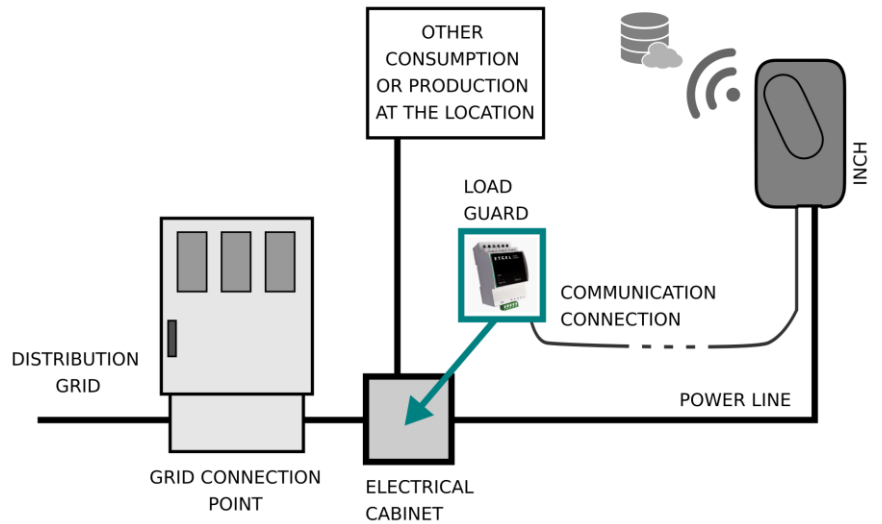 OTHER
CONSUMPTION
OR PRODUCTION
AT THE LOCATION
INCH
LOAD
GUARD
ETREL
COMMUNICATION
CONNECTION
DISTRIBUTION
GRID
POWER LINE
GRID CONNECTION
POINT
ELECTRICAL
CABINET